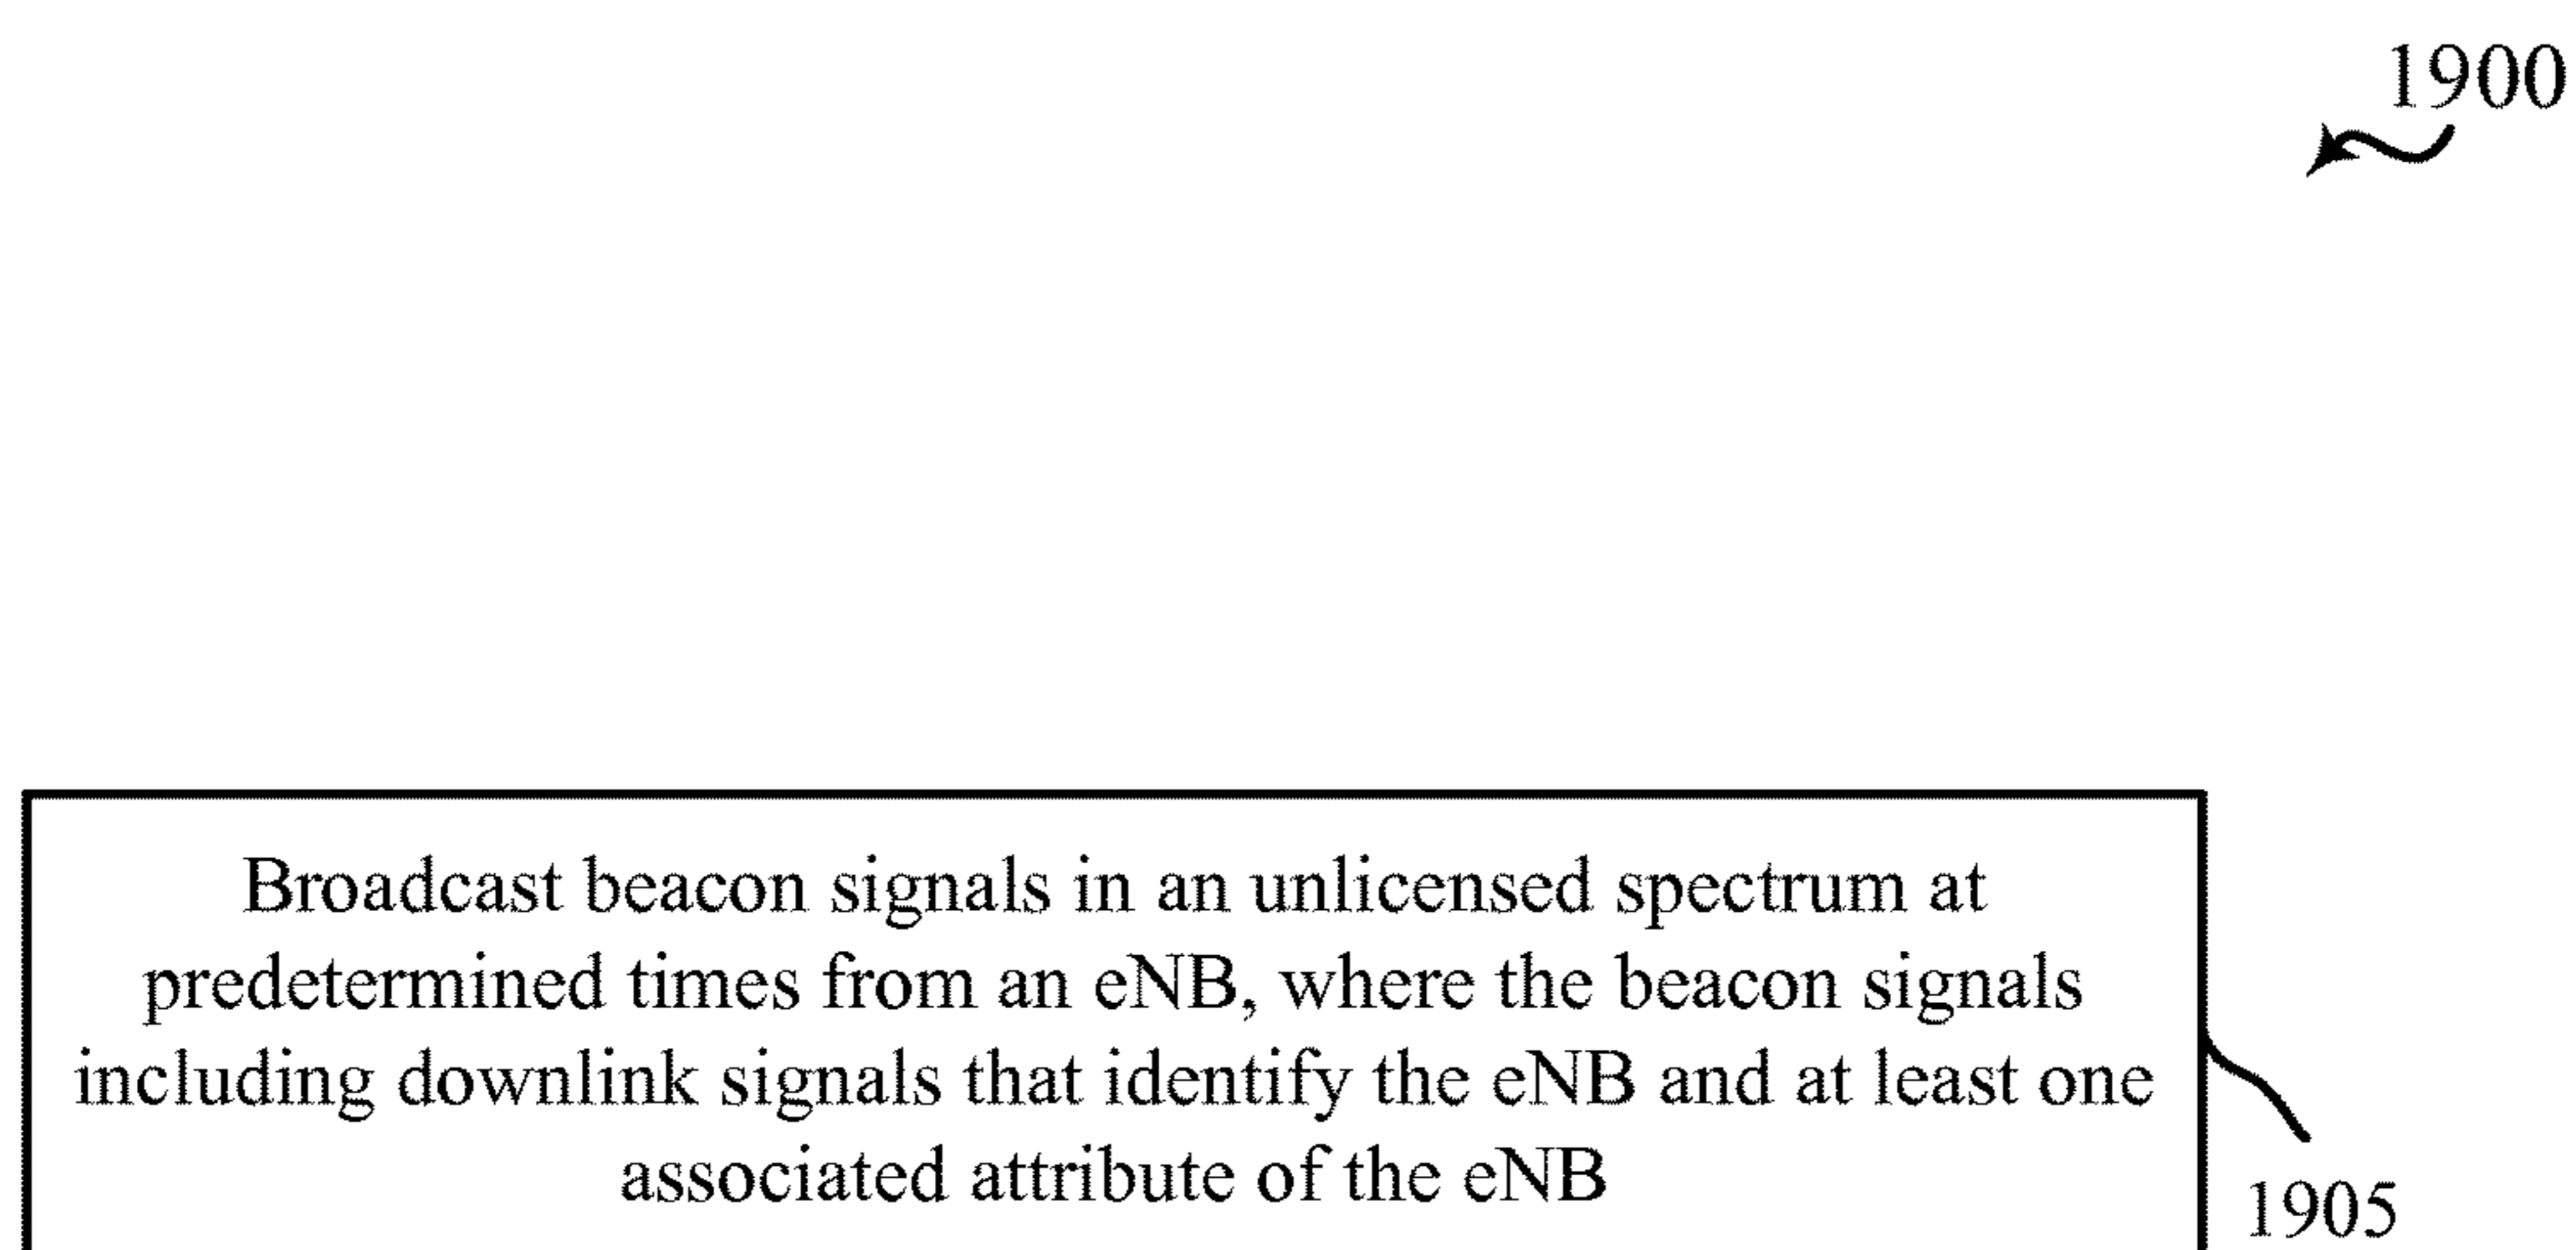 1900
Broadcast beacon signals in an unlicensed spectrum at
predetermined times from an eNB, where the beacon signals
including downlink signals that identify the eNB and at least one
associated attribute of the eNB
1905